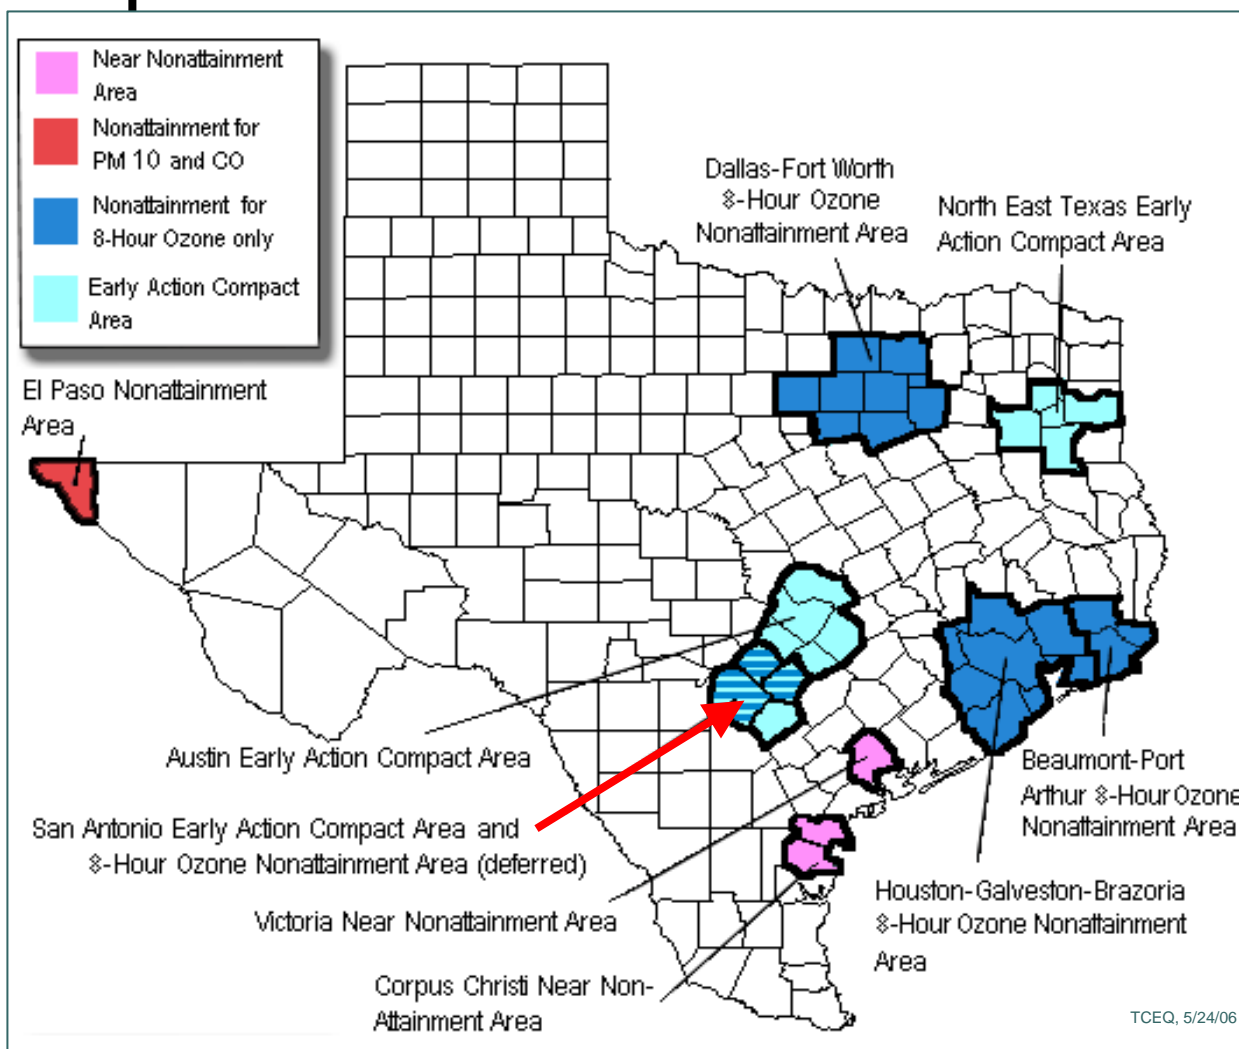 Near Nonattainment
Area
Nonattainment for
PM 10 and CO
Nonattainment for
8-Hour Ozone only
Early Action Compact
Area
Dallas-Fort Worth
8-Hour Ozone
Nonattainment Area
North East Texas Early
Action Compact Area
El Paso Nonattainment
Area
Austin Early Action Compact Area
San Antonio Early Action Compact Area and
8-Hour Ozone Nonattainment Area (deferred)
Victoria Near Nonattainment Area
Corpus Christi Near Non-
Attainment Area
Beaumont-Port
Arthur 8-Hour Ozone
Nonattainment Area
Houston-Galveston-Brazoria
8-Hour Ozone Nonattainment
Area
TCEQ, 5/24/06